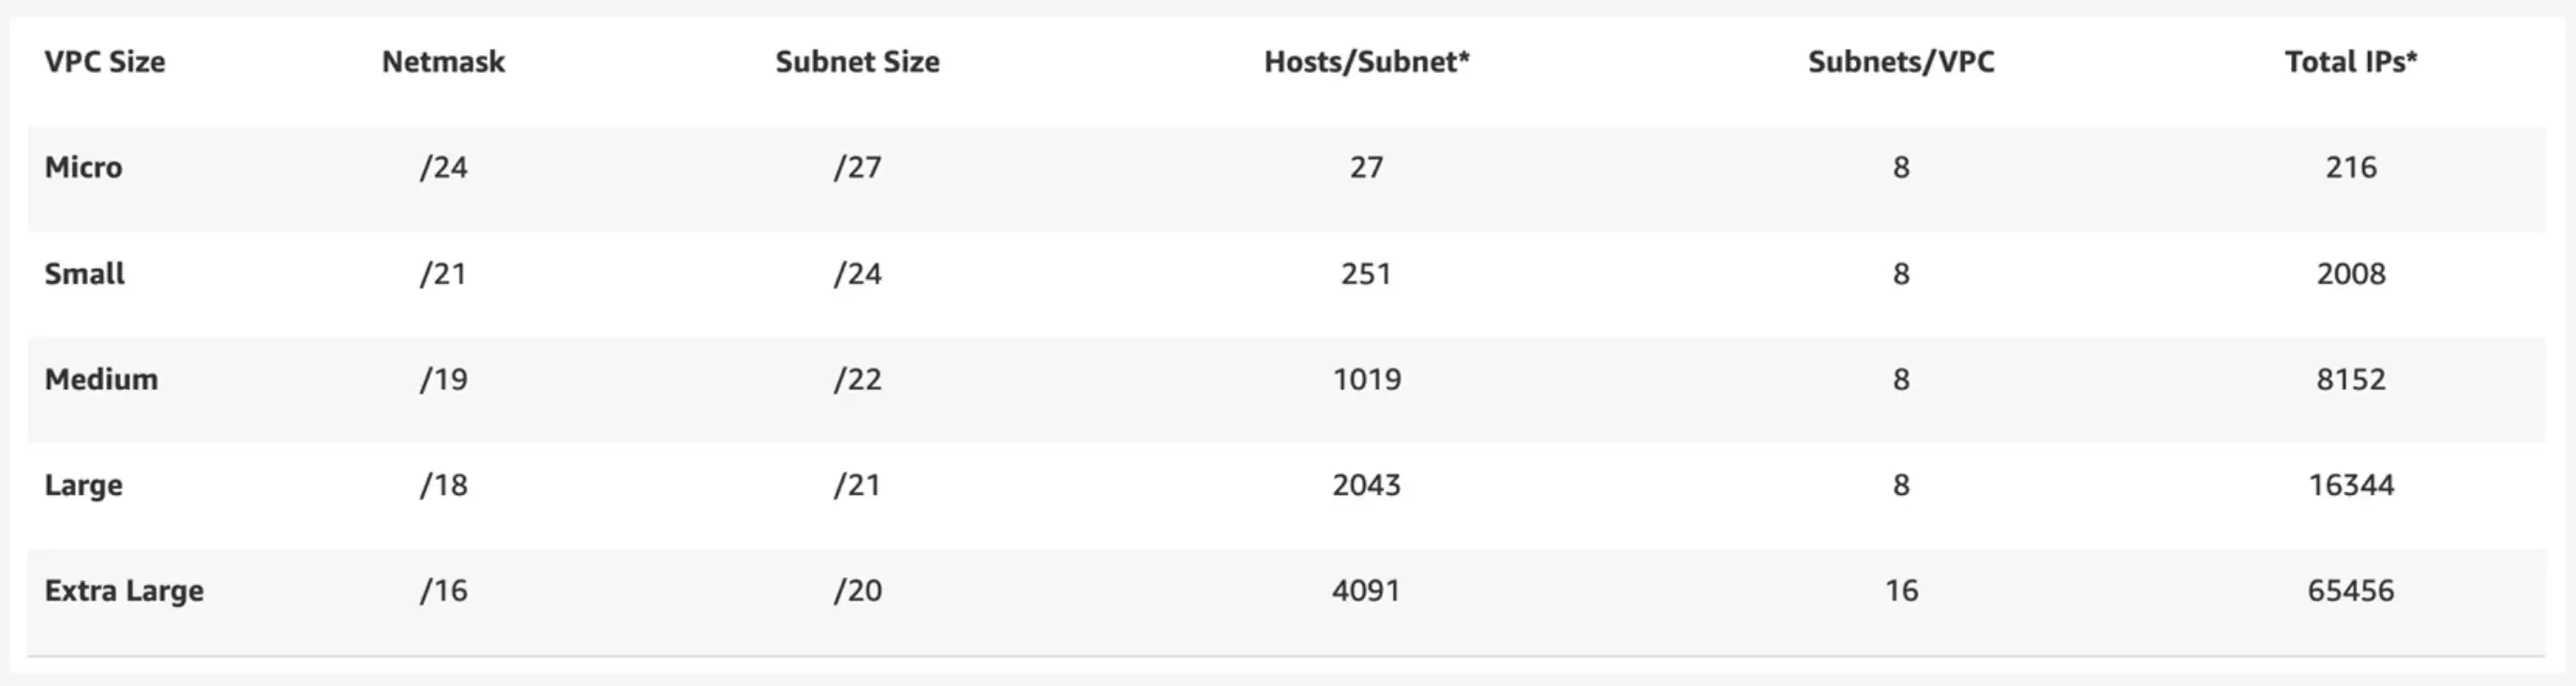 VPC Size Netmask Subnet Size Hosts/Subnet* Subnets/VPC Total IPs*
Micro /24 /27 27 8 216
Small /21 /24 251 8 2008
Medium /19 /22 1019 8 8152
Large /18 /21 2043 8 16344
Extra Large /16 /20 4091 16 65456